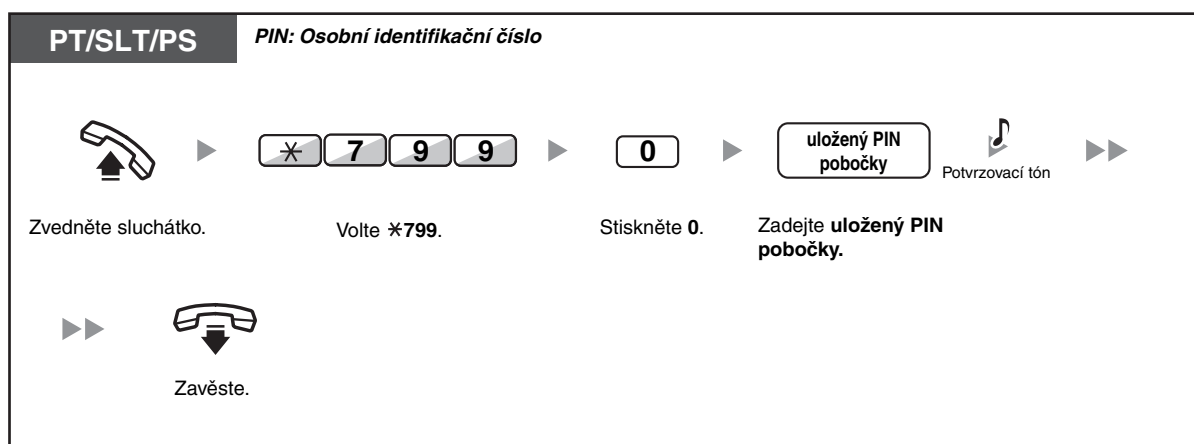 PT/SLT/PS
PIN: Osobní identifikační číslo
* 7 9 9
0
uložený PIN
pobočky
Potvrzovací tón
Zvedněte sluchátko.
Volte *799.
Stiskněte 0.
Zadejte uložený PIN
pobočky.
Zavěste.